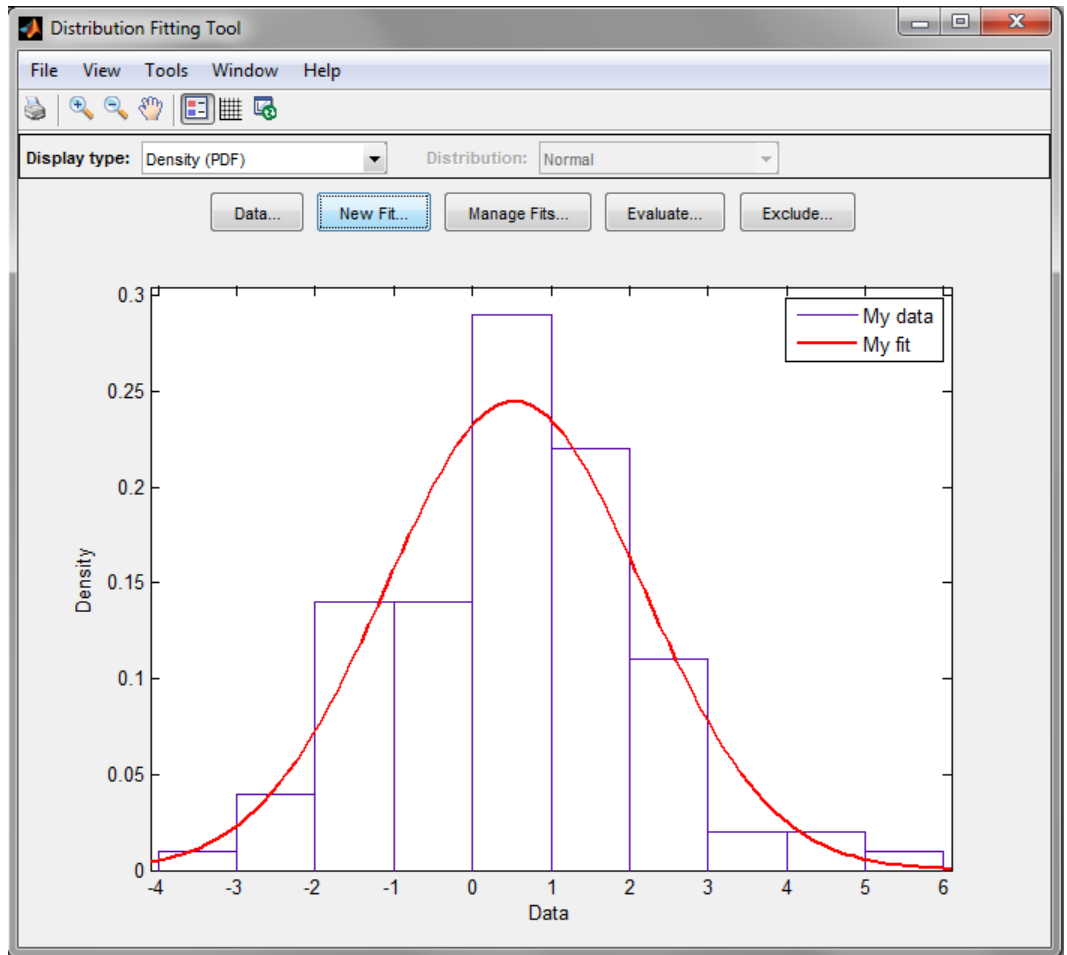 Distribution Fitting Tool
File View Tools Window Help
Display type: Density (PDF) Distribution: Normal
Data... New Fit... Manage Fits... Evaluate... Exclude...
My data
My fit
0.3
0.25
0.2
0.15
0.1
0.05
0
Density
-4 -3 -2 -1 0 1 2 3 4 5 6
Data